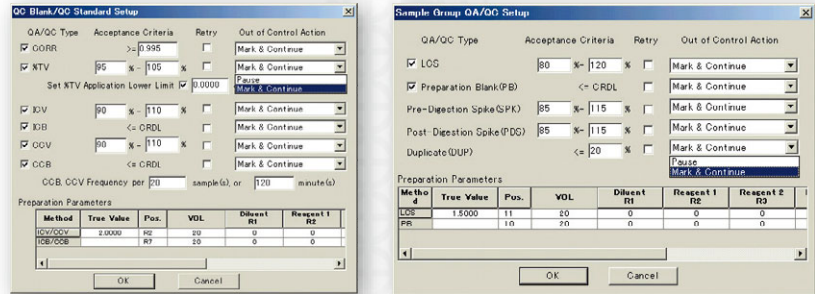 QC Blank/QC Standard Setup
QA/QC Type Acceptance Criteria Retry Out of Control Action
CORR >= 0.995 Mark & Continue
%TV 95 % - 105 % Mark & Continue
Pause
Set %TV Application Lower Limit 0.0000 Mark & Continue
ICV 90 % - 110 % Mark & Continue
ICB <= CRDL Mark & Continue
CCV 90 % - 110 % Mark & Continue
CCB <= CRDL Mark & Continue
CCB, CCV Frequency per 20 sample(s), or 120 minute(s)
Preparation Parameters
Method True Value Pos. VOL Diluent R1 Reagent 1 R2
ICV/CCV 2.0000 R2 20 0 0
ICB/CCB R7 20 0 0
OK Cancel
Sample Group QA/QC Setup
QA/QC Type Acceptance Criteria Retry Out of Control Action
LCS 80 %- 120 % Mark & Continue
Preparation Blank(PB) <= CRDL Mark & Continue
Pre-Digestion Spike(SPK) 85 %- 115 % Mark & Continue
Post-Digestion Spike(PDS) 85 %- 115 % Mark & Continue
Duplicate(DUP) <= 20 % Mark & Continue
Pause
Mark & Continue
Preparation Parameters
Method True Value Pos. VOL Diluent R1 Reagent 1 R2 Reagent 2 R3
LCS 1.5000 11 20 0 0 0
PB 10 20 0 0 0
OK Cancel